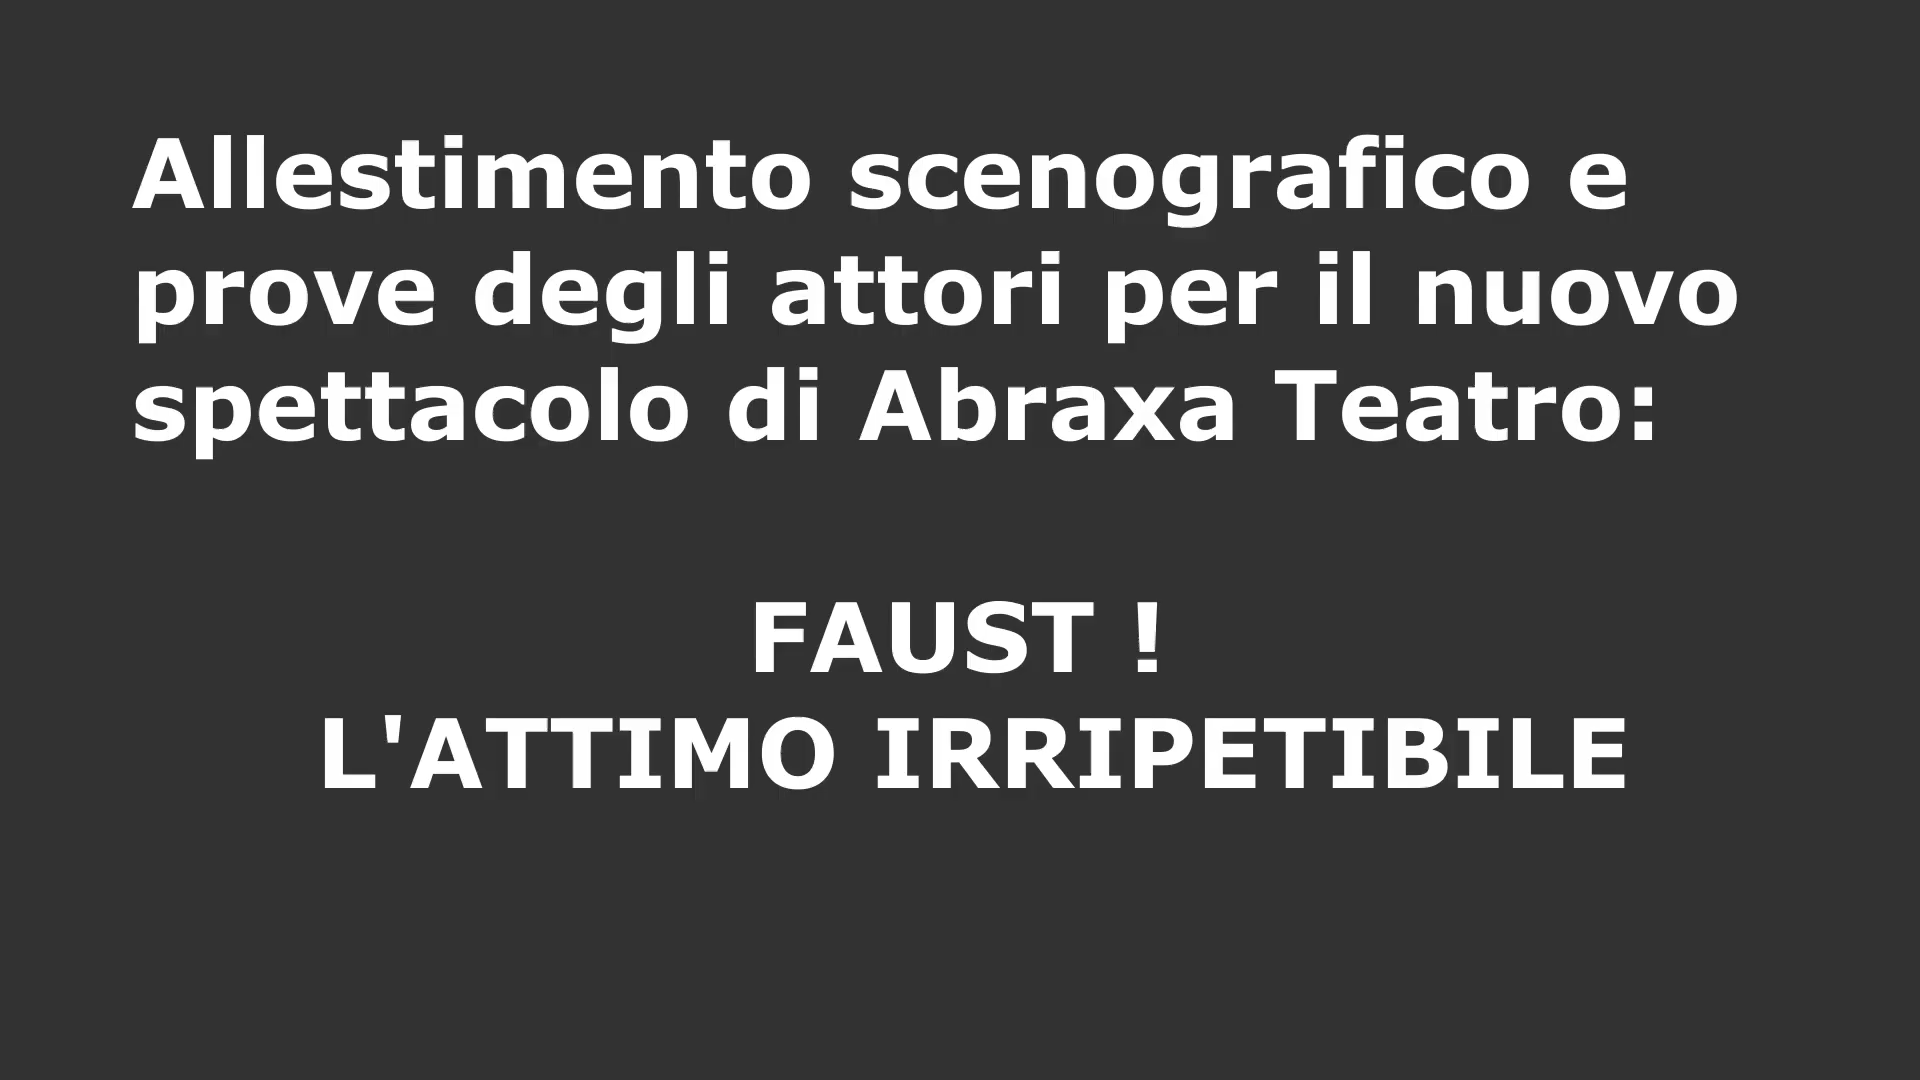 Allestimento scenografico e
prove degli attori per il nuovo
spettacolo di Abraxa Teatro:
FAUST !
L'ATTIMO IRRIPETIBILE